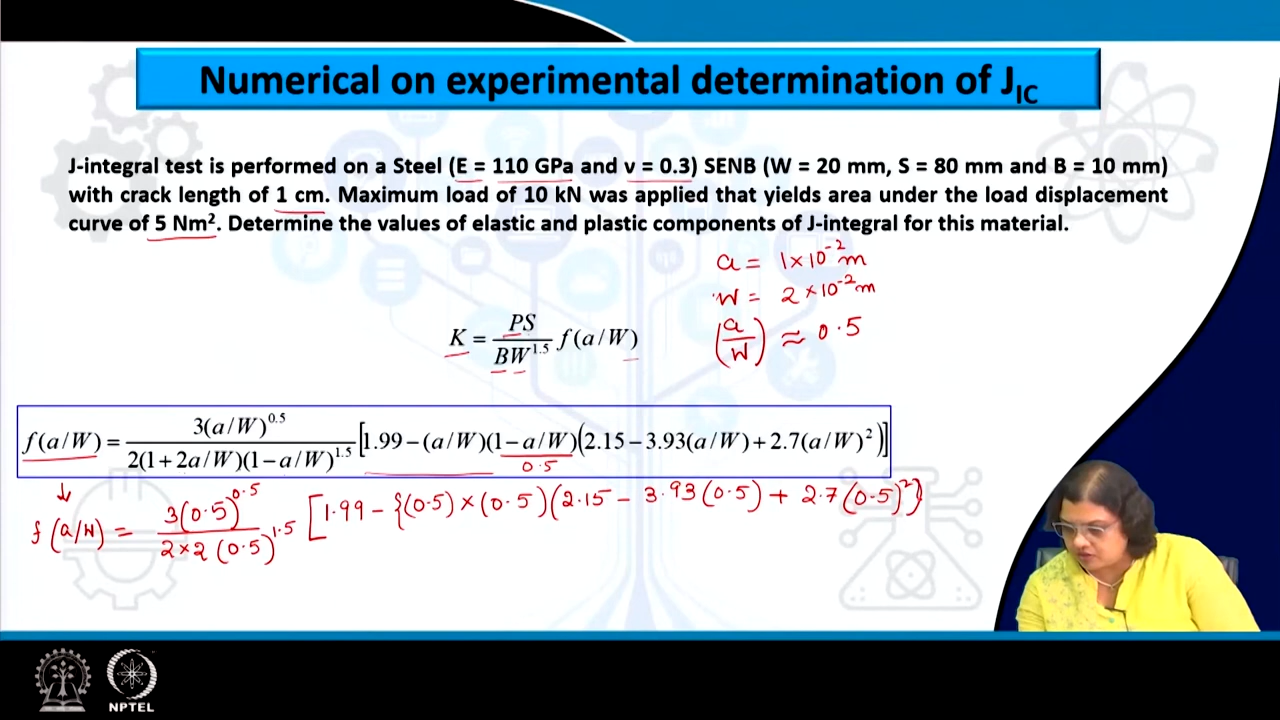 Numerical on experimental determination of J_IC
J-integral test is performed on a Steel (E = 110 GPa and ν = 0.3) SENB (W = 20 mm, S = 80 mm and B = 10 mm)
with crack length of 1 cm. Maximum load of 10 kN was applied that yields area under the load displacement
curve of 5 Nm². Determine the values of elastic and plastic components of J-integral for this material.
a = 1×10⁻² m
W = 2×10⁻² m
(a/W) ≈ 0.5
K = PS/BW^1.5 f(a/W)
f(a/W) = 3(a/W)^0.5 / 2(1+2a/W)(1−a/W)^1.5 [1.99−(a/W)(1−a/W)(2.15−3.93(a/W)+2.7(a/W)²)]
0.5
↓
f(a/W) = 3(0.5)^0.5 / 2×2(0.5)^1.5 [1.99−{(0.5)×(0.5)(2.15−3.93(0.5)+2.7(0.5)²)}
NPTEL